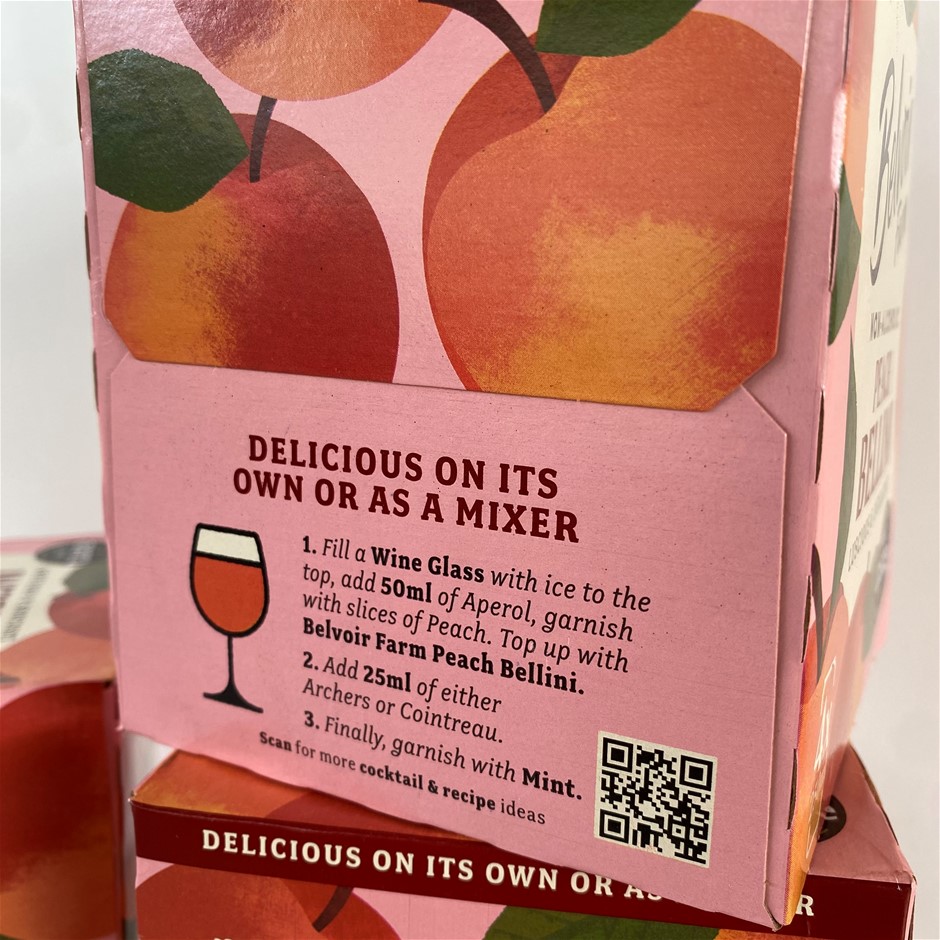 DELICIOUS ON ITS
OWN OR AS A MIXER
1. Fill a Wine Glass with ice to the
top, add 50ml of Aperol, garnish
with slices of Peach. Top up with
Belvoir Farm Peach Bellini.
2. Add 25ml of either
Archers or Cointreau.
3. Finally, garnish with Mint.
Scan for more cocktail & recipe ideas
DELICIOUS ON ITS OWN OR AS